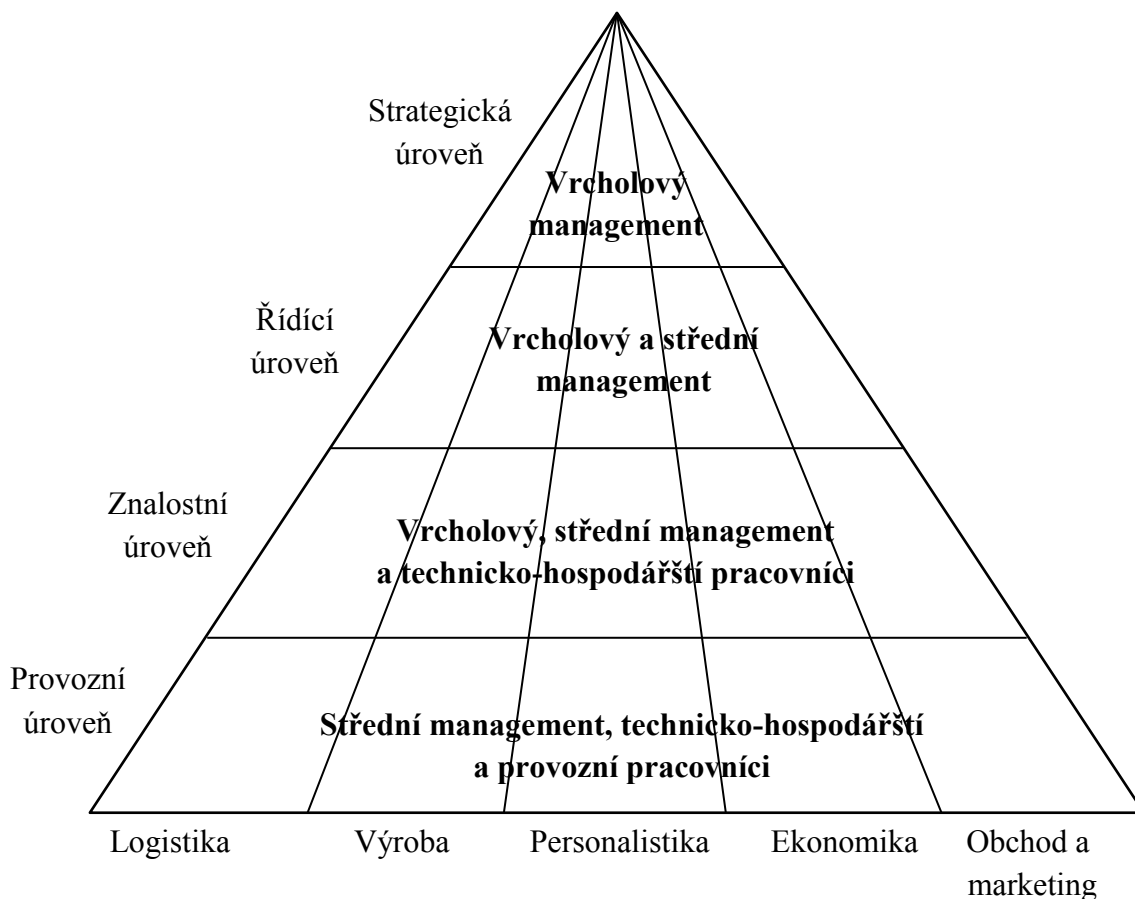 Strategická
úroveň
Vrcholový
management
Řídící
úroveň
Vrcholový a střední
management
Znalostní
úroveň
Vrcholový, střední management
a technicko-hospodářští pracovníci
Provozní
úroveň
Střední management, technicko-hospodářští
a provozní pracovníci
Logistika
Výroba
Personalistika
Ekonomika
Obchod a
marketing